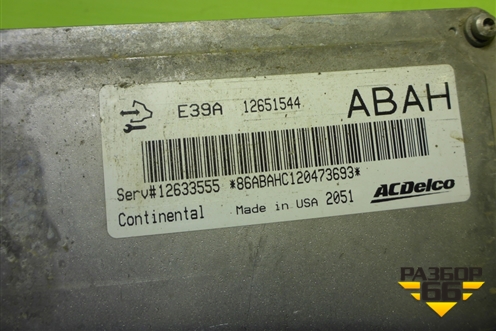 E39A 12651544 ABAH
Serv#12633555 *86ABAHC120473693*
Continental Made in USA 2051
ACDelco
РАЗБОР
66